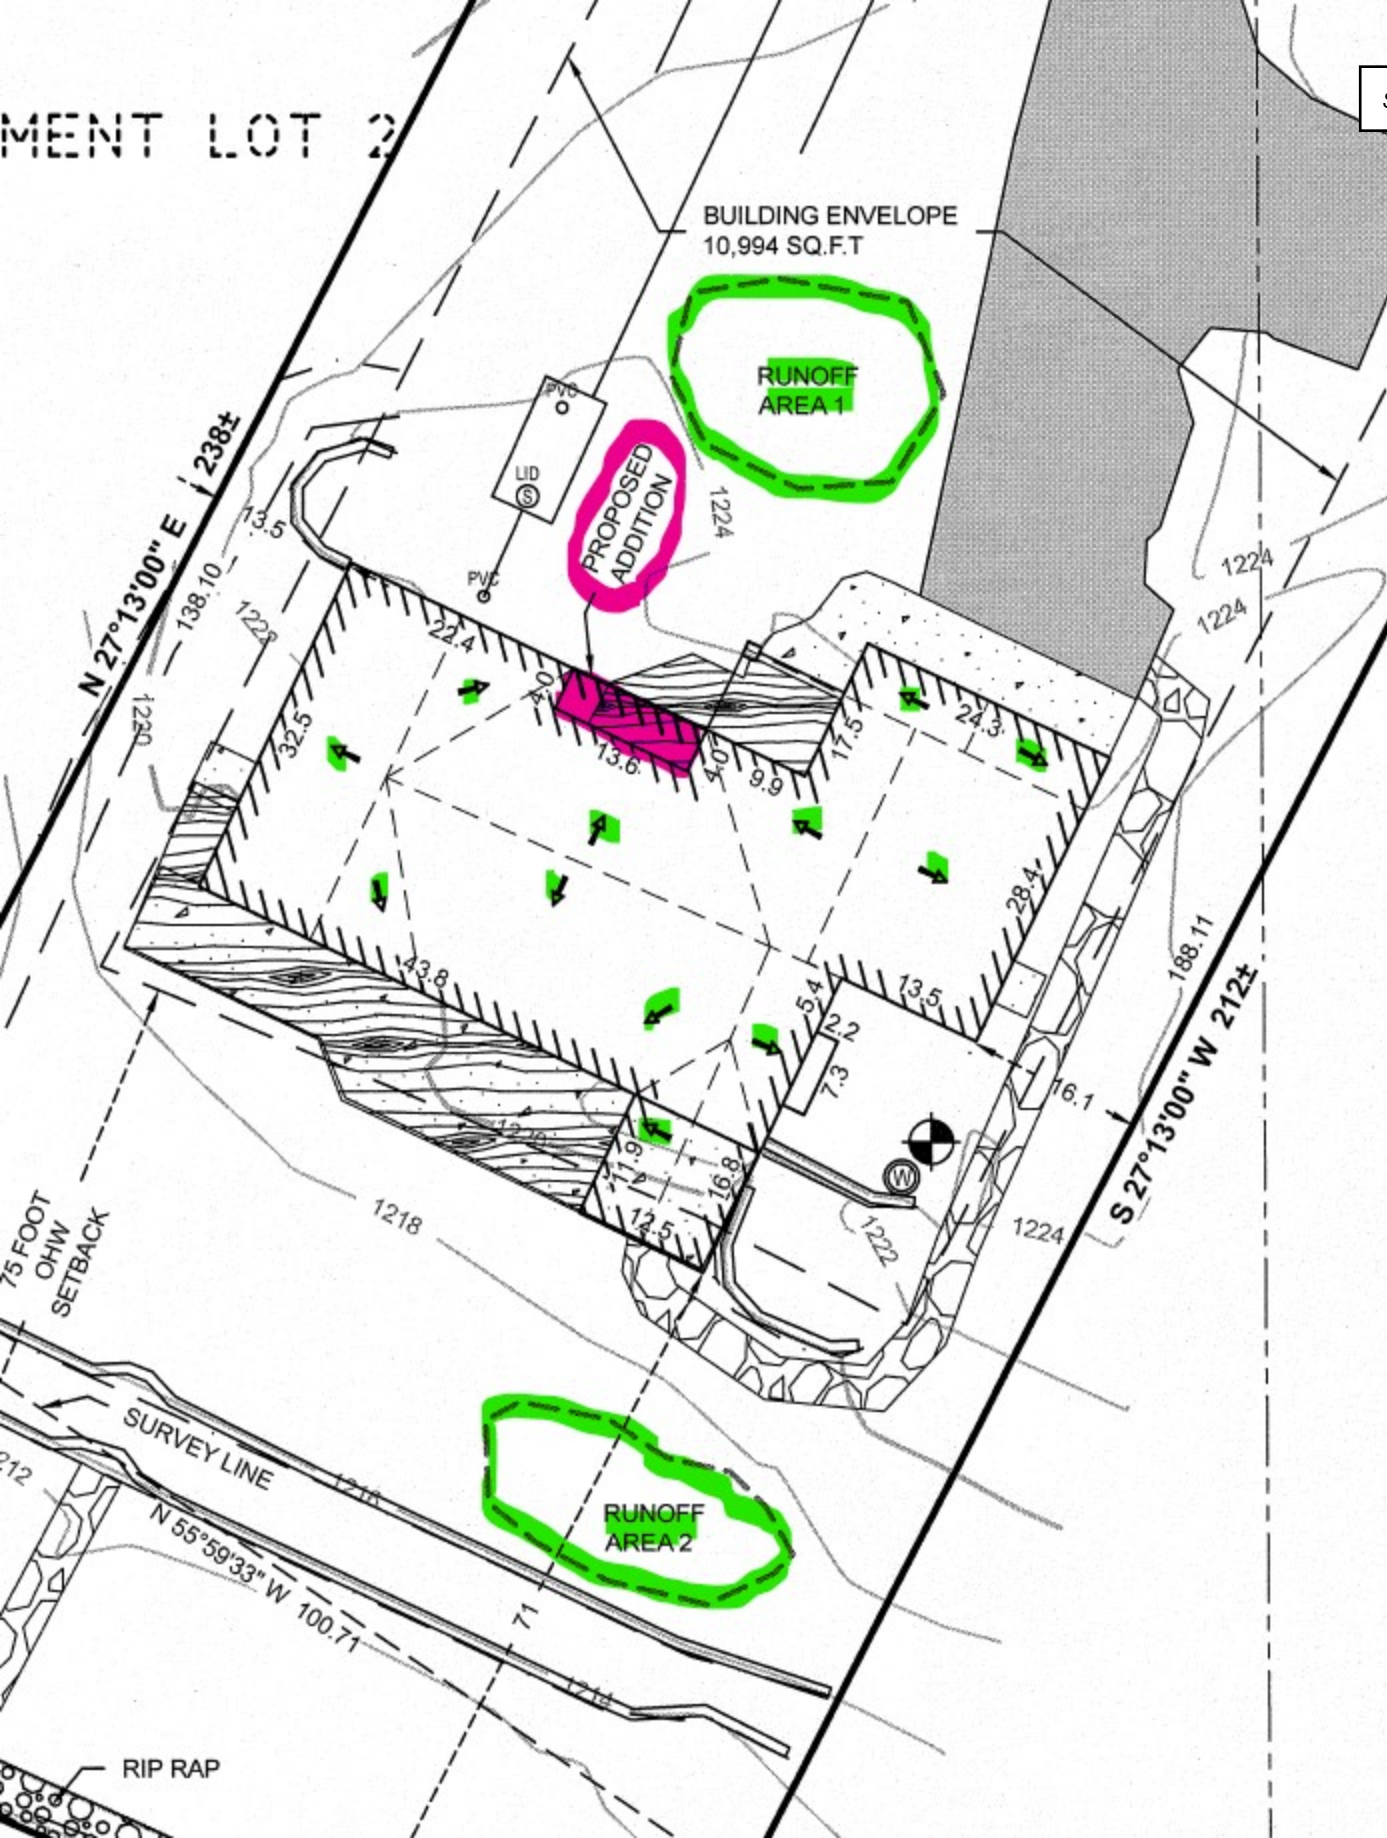 MENT LOT 2
S
BUILDING ENVELOPE
10,994 SQ.F.T
RUNOFF
AREA 1
PVC
LID
S
PROPOSED
ADDITION
238±
N 27°13'00" E
13.5
138.10
1224
PVC
1224
1224
1228
1220
22.4
4.0
32.5
13.6
4.0
9.9
17.5
24.3
28.4
188.11
43.8
5.4
13.5
2.2
7.3
16.1
S 27°13'00" W 212±
W
11.9
16.8
12.5
1222
1224
1218
75 FOOT
OHW
SETBACK
SURVEY LINE
1216
RUNOFF
AREA 2
N 55°59'33" W 100.71
71
1214
RIP RAP